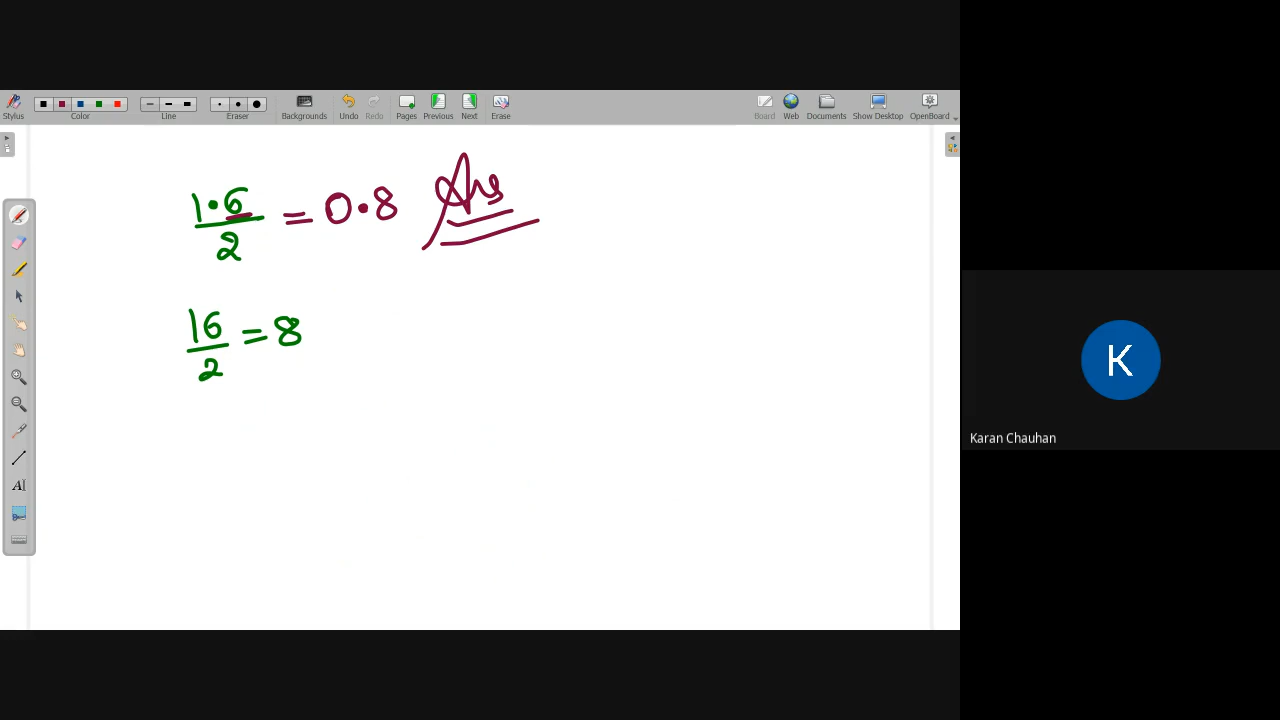 Stylus Color Line Eraser Backgrounds Undo Redo Pages Previous Next Erase Board Web Documents Show Desktop OpenBoard
1.6/2 = 0.8 Ans
16/2 = 8
K
Karan Chauhan